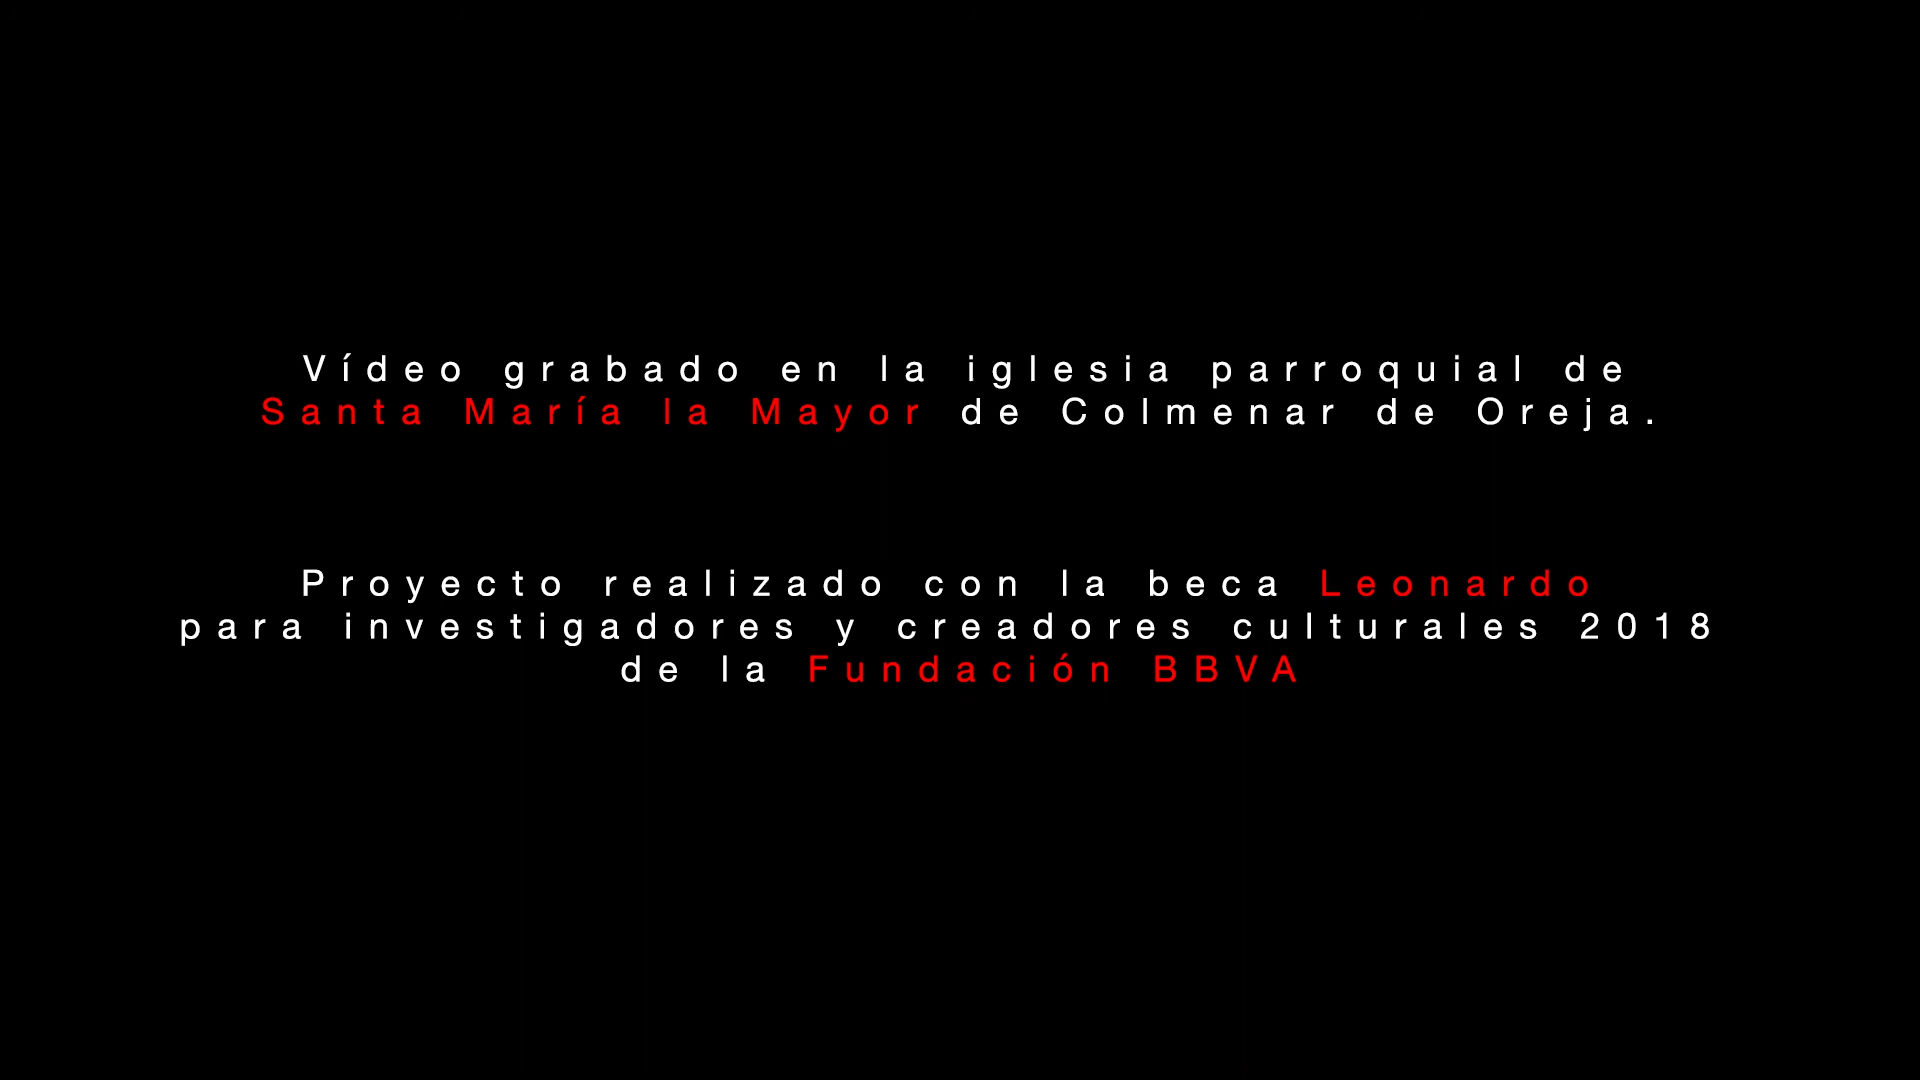 Vídeo grabado en la iglesia parroquial de
Santa María la Mayor de Colmenar de Oreja.
Proyecto realizado con la beca Leonardo
para investigadores y creadores culturales 2018
de la Fundación BBVA